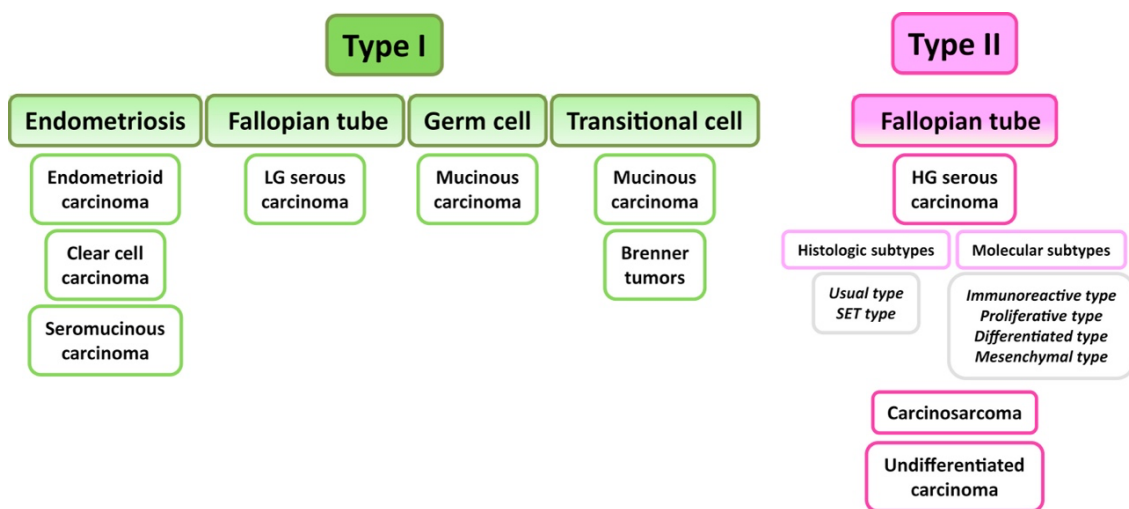 Type I
Type II
Endometriosis
Fallopian tube
Germ cell
Transitional cell
Fallopian tube
Endometrioid
carcinoma
Clear cell
carcinoma
Seromucinous
carcinoma
LG serous
carcinoma
Mucinous
carcinoma
Mucinous
carcinoma
Brenner
tumors
HG serous
carcinoma
Histologic subtypes
Usual type
SET type
Molecular subtypes
Immunoreactive type
Proliferative type
Differentiated type
Mesenchymal type
Carcinosarcoma
Undifferentiated
carcinoma